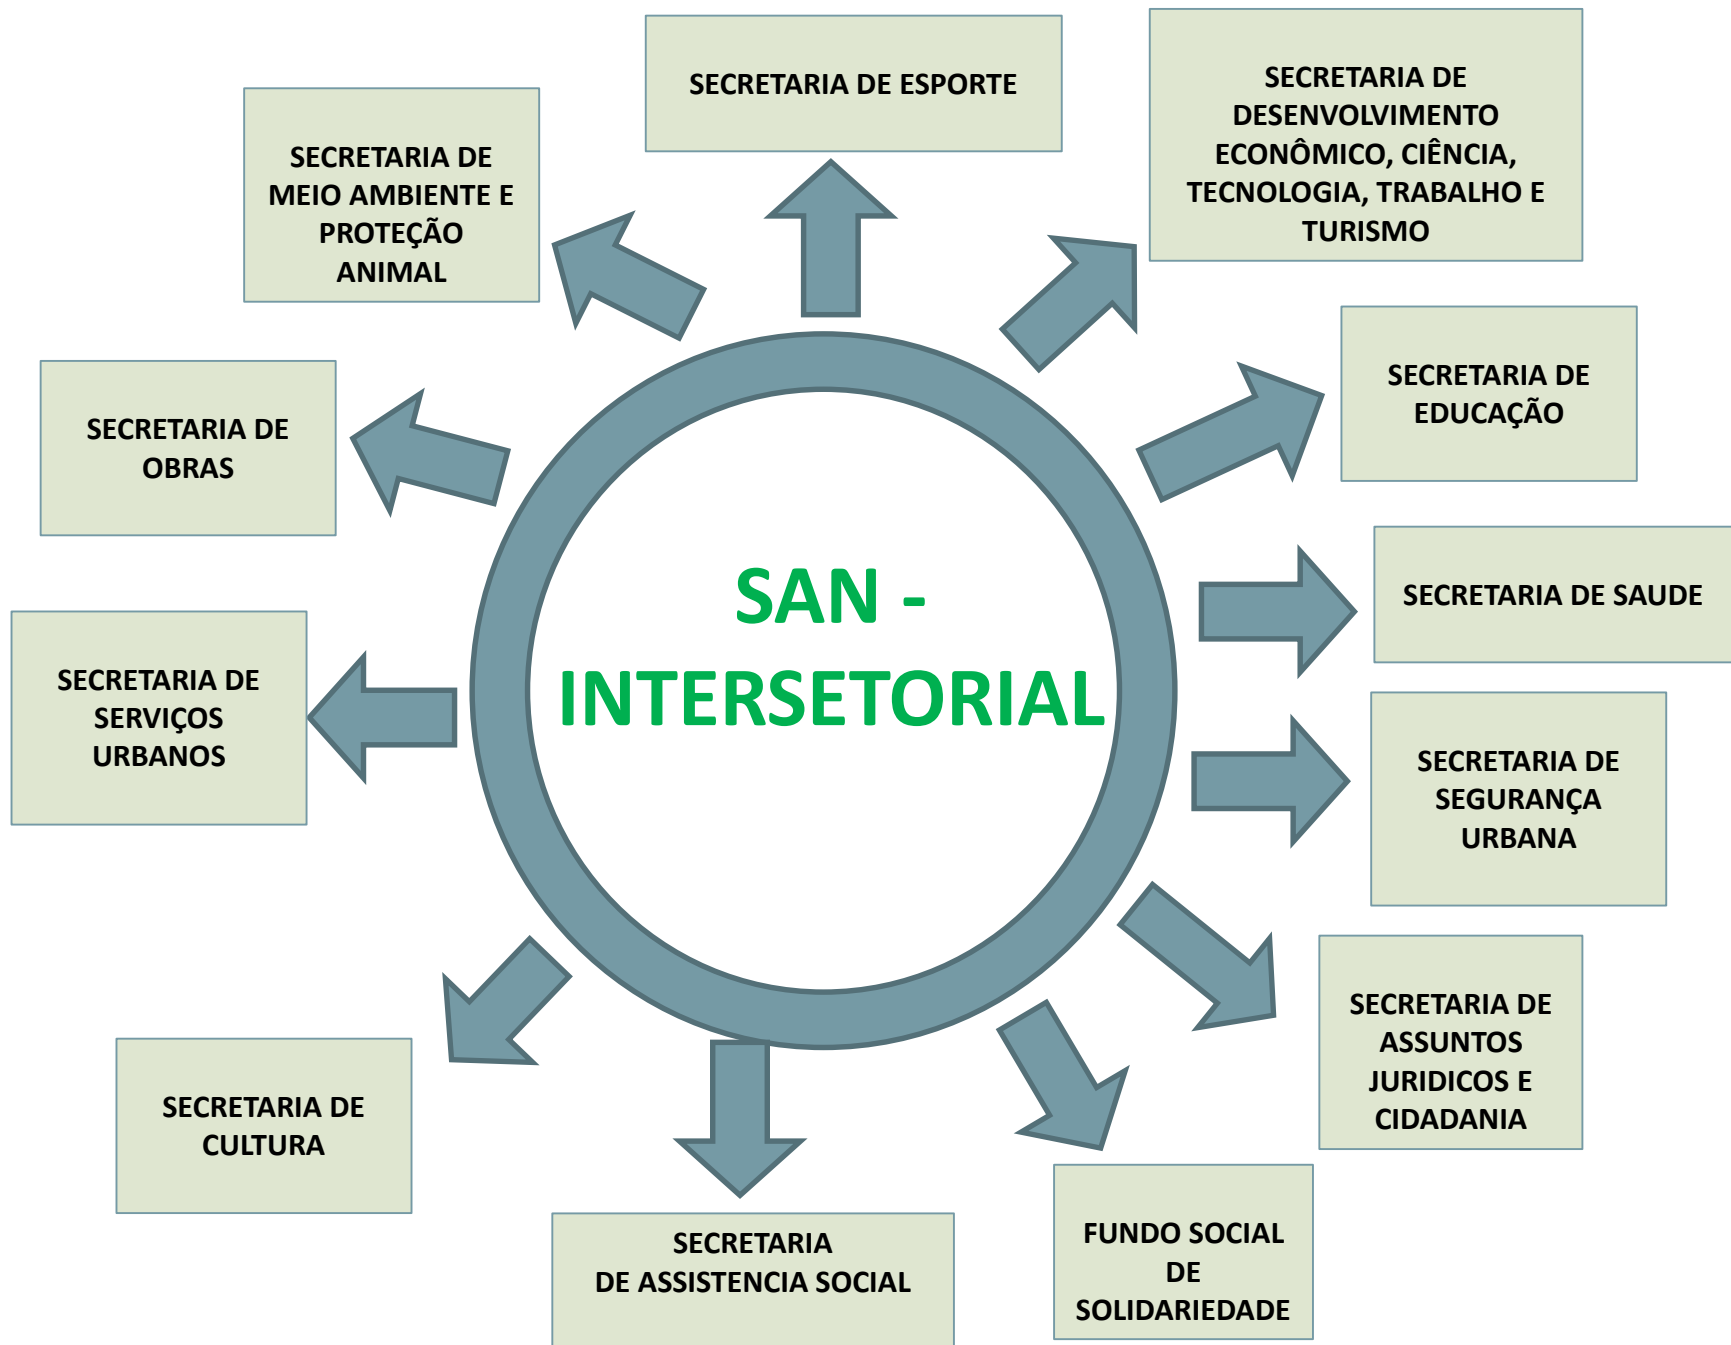 SECRETARIA DE ESPORTE
SECRETARIA DE
DESENVOLVIMENTO
ECONÔMICO, CIÊNCIA,
TECNOLOGIA, TRABALHO E
TURISMO
SECRETARIA DE
MEIO AMBIENTE E
PROTEÇÃO
ANIMAL
SECRETARIA DE
EDUCAÇÃO
SECRETARIA DE
OBRAS
SAN -
INTERSETORIAL
SECRETARIA DE SAUDE
SECRETARIA DE
SERVIÇOS
URBANOS
SECRETARIA DE
SEGURANÇA
URBANA
SECRETARIA DE
ASSUNTOS
JURIDICOS E
CIDADANIA
SECRETARIA DE
CULTURA
SECRETARIA
DE ASSISTENCIA SOCIAL
FUNDO SOCIAL
DE
SOLIDARIEDADE